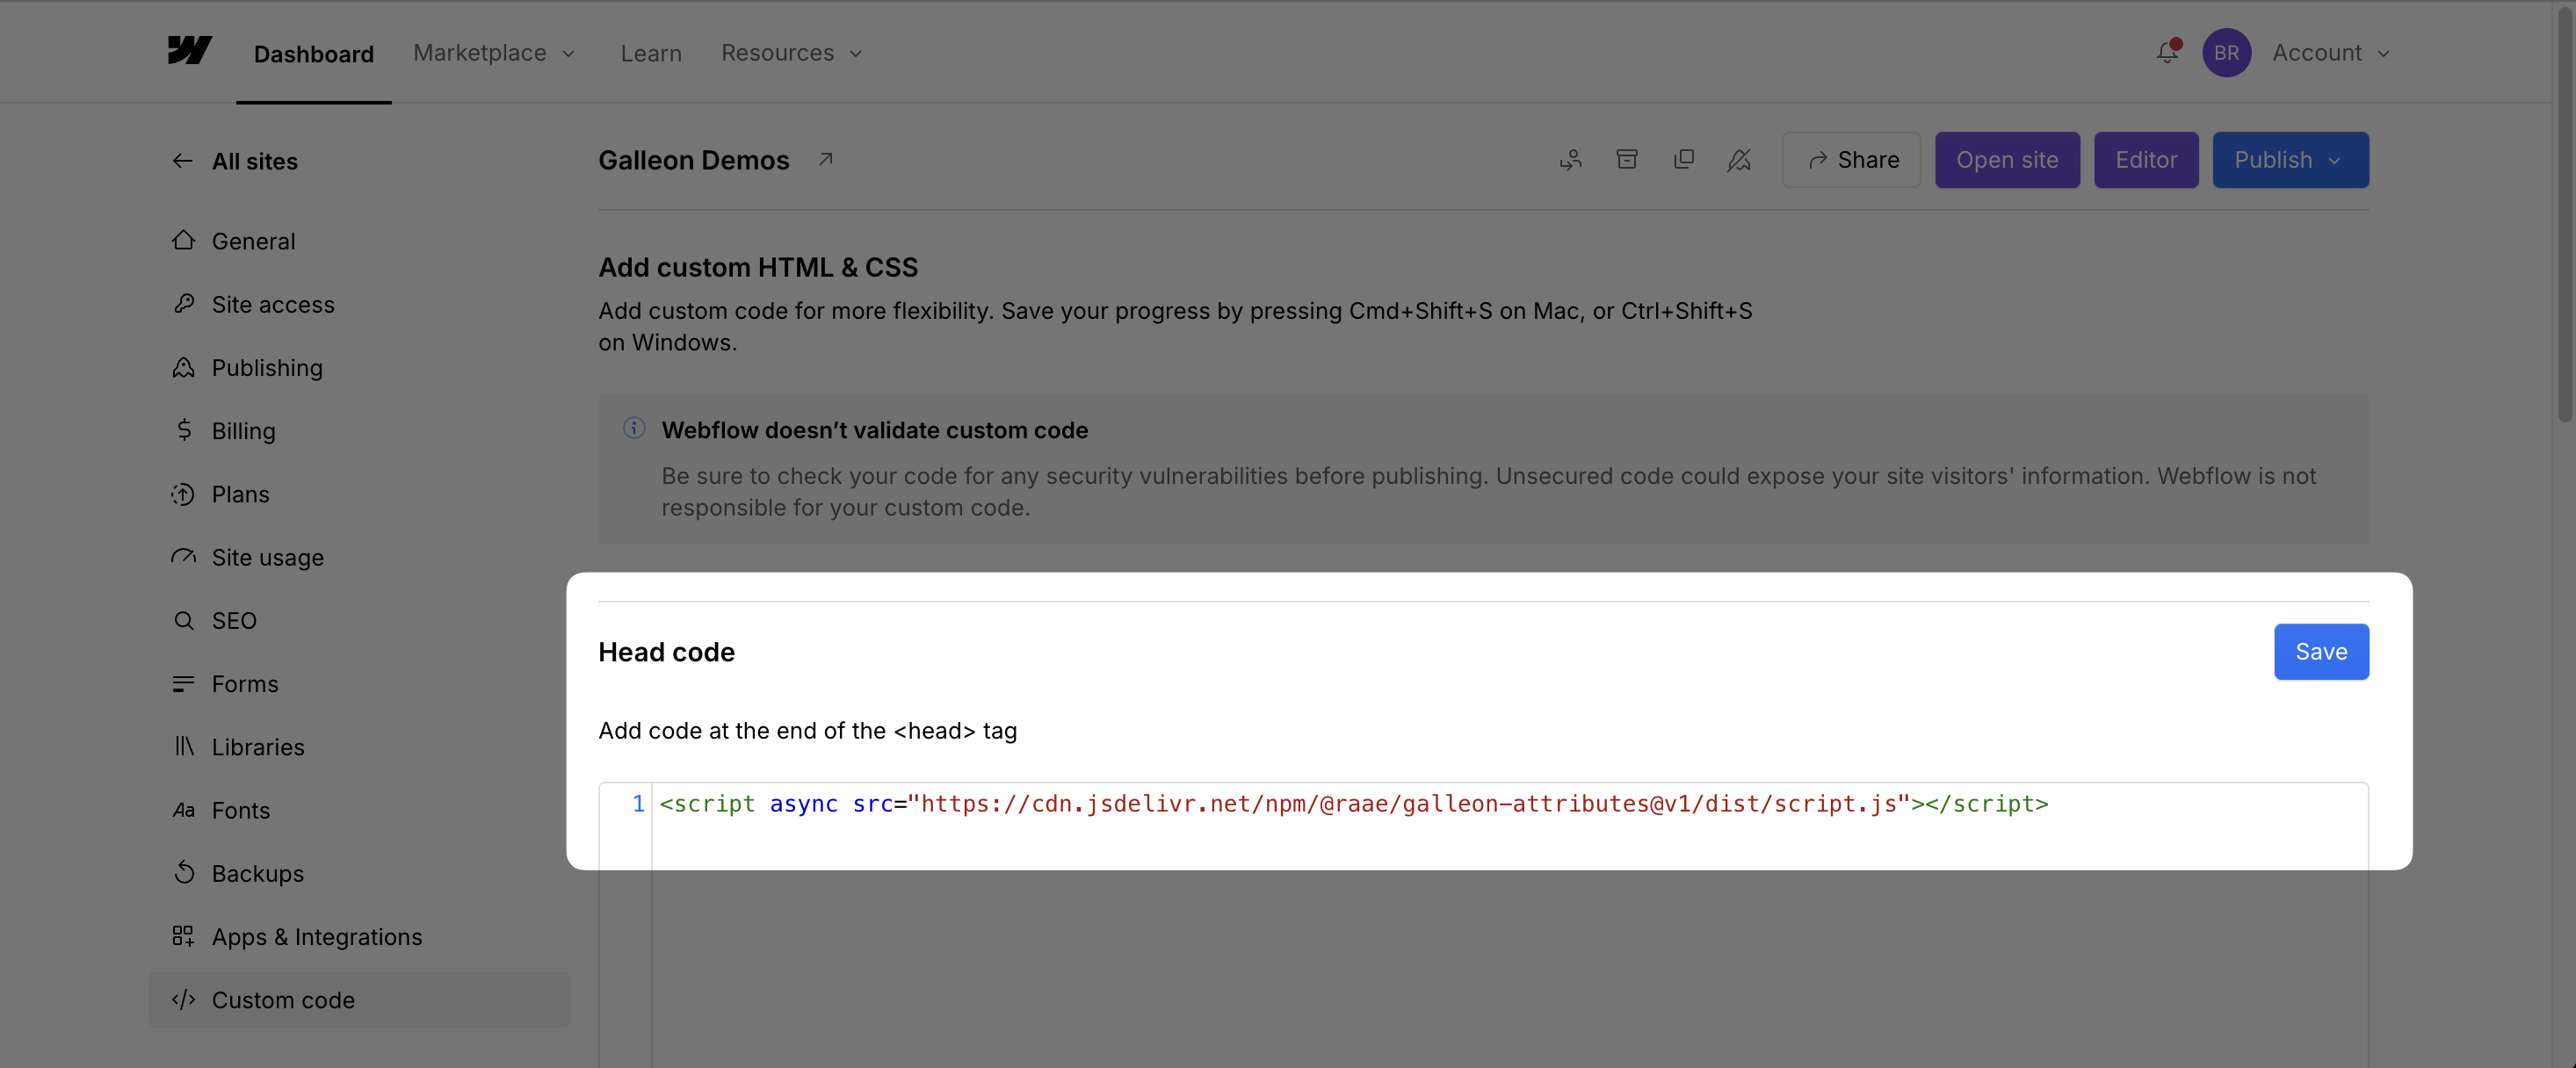 Dashboard Marketplace Learn Resources BR Account
All sites
General
Site access
Publishing
Billing
Plans
Site usage
SEO
Forms
Libraries
Aa Fonts
Backups
Apps & Integrations
</> Custom code
Galleon Demos Share Open site Editor Publish
Add custom HTML & CSS
Add custom code for more flexibility. Save your progress by pressing Cmd+Shift+S on Mac, or Ctrl+Shift+S
on Windows.
Webflow doesn’t validate custom code
Be sure to check your code for any security vulnerabilities before publishing. Unsecured code could expose your site visitors' information. Webflow is not
responsible for your custom code.
Head code Save
Add code at the end of the <head> tag
1 <script async src="https://cdn.jsdelivr.net/npm/@raae/galleon-attributes@v1/dist/script.js"></script>